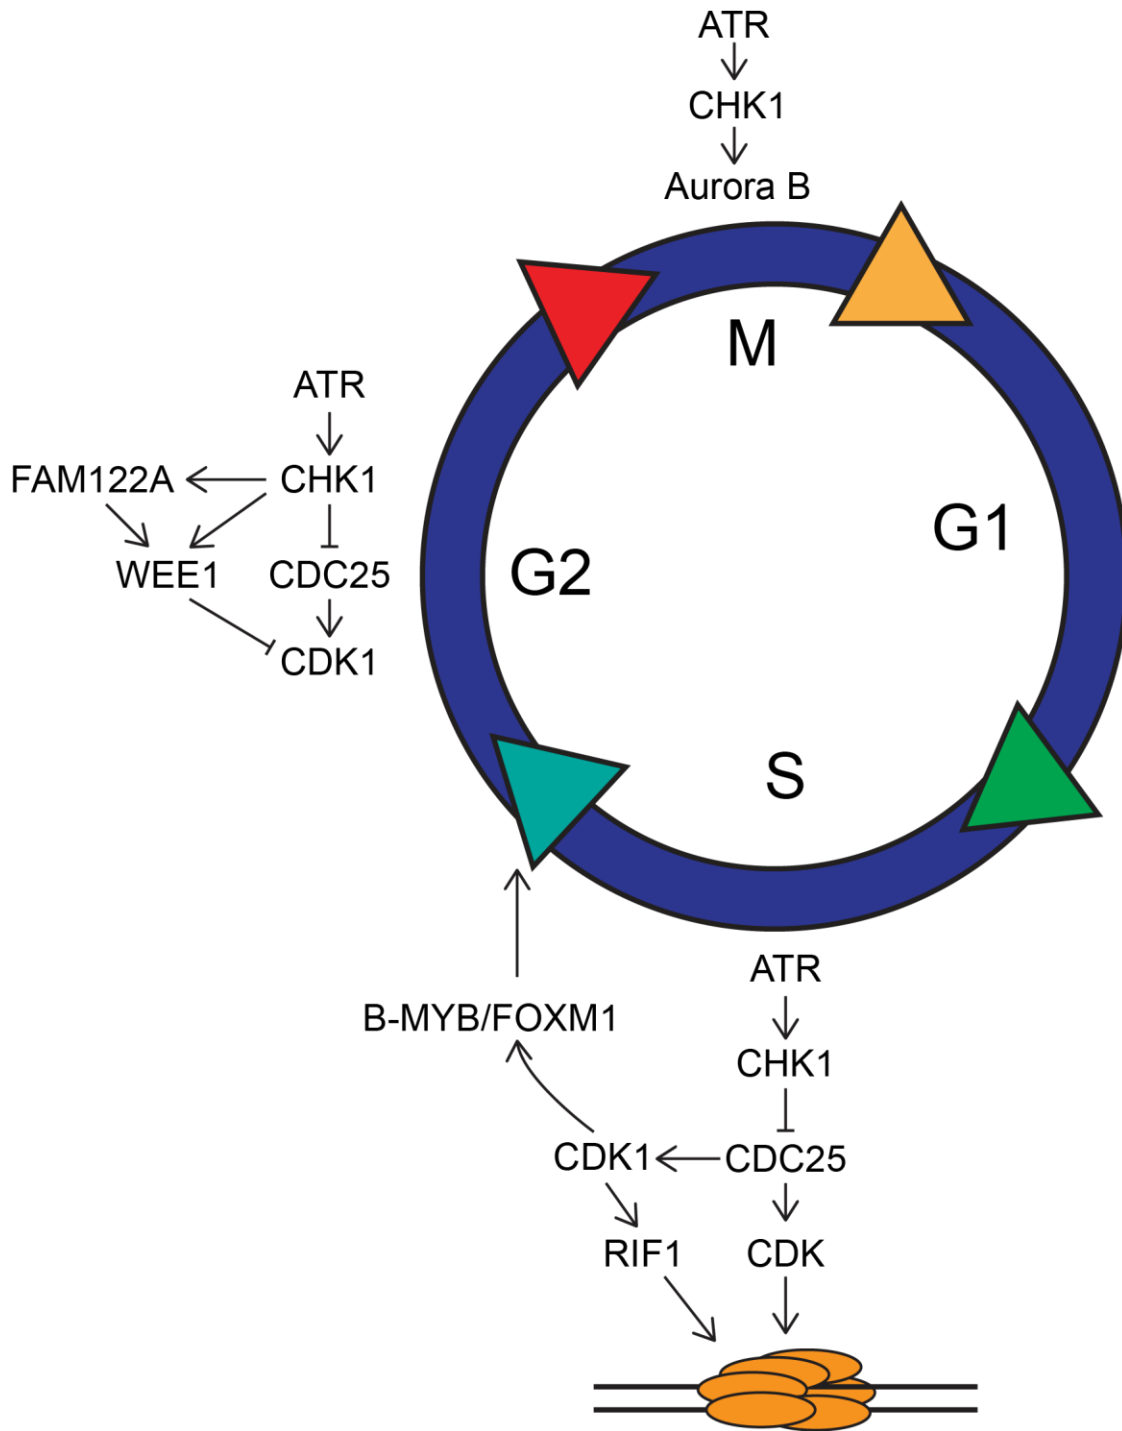 ATR
CHK1
Aurora B
M
ATR
FAM122A
CHK1
G1
WEE1
CDC25
G2
CDK1
S
ATR
B-MYB/FOXM1
CHK1
CDK1
CDC25
RIF1
CDK